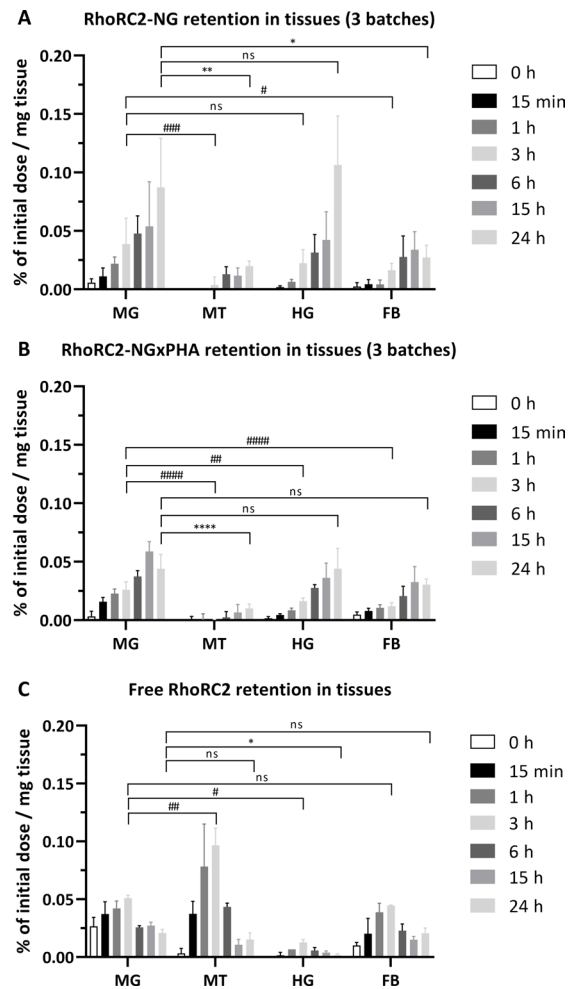 A RhoRC2-NG retention in tissues (3 batches)
% of initial dose / mg tissue
0.20
0.15
0.10
0.05
0.00
*
ns
**
#
ns
###
MG MT HG FB
0 h
15 min
1 h
3 h
6 h
15 h
24 h
B RhoRC2-NGxPHA retention in tissues (3 batches)
% of initial dose / mg tissue
0.20
0.15
0.10
0.05
0.00
####
##
####
ns
ns
****
MG MT HG FB
0 h
15 min
1 h
3 h
6 h
15 h
24 h
C Free RhoRC2 retention in tissues
% of initial dose / mg tissue
0.20
0.15
0.10
0.05
0.00
ns
*
ns
ns
#
##
MG MT HG FB
0 h
15 min
1 h
3 h
6 h
15 h
24 h